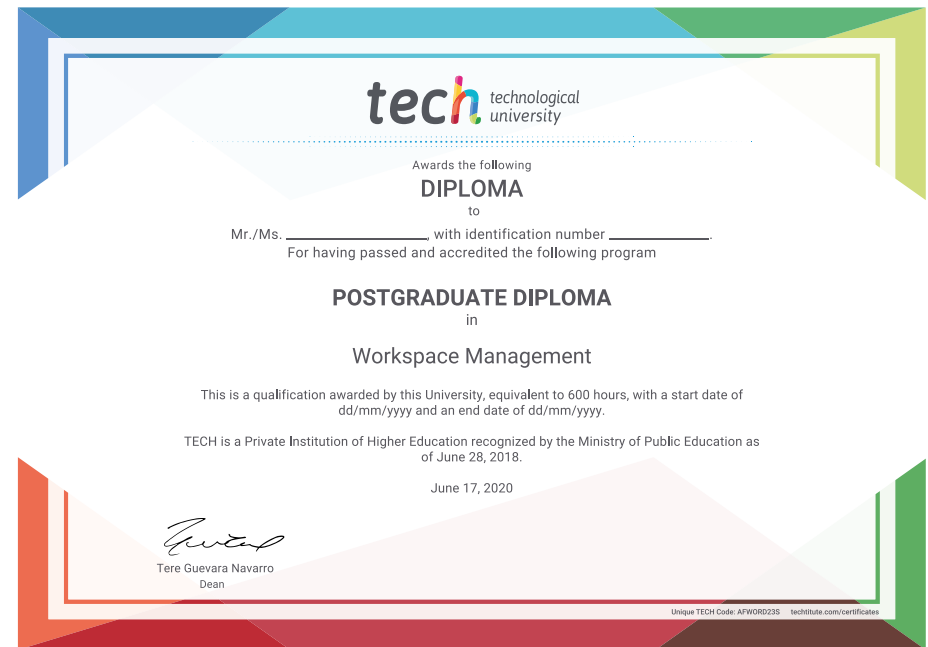 tech technological
university
Awards the following
DIPLOMA
to
Mr./Ms. ____________________, with identification number ______________.
For having passed and accredited the following program
POSTGRADUATE DIPLOMA
in
Workspace Management
This is a qualification awarded by this University, equivalent to 600 hours, with a start date of
dd/mm/yyyy and an end date of dd/mm/yyyy.
TECH is a Private Institution of Higher Education recognized by the Ministry of Public Education as
of June 28, 2018.
June 17, 2020
Tere Guevara Navarro
Dean
Unique TECH Code: AFWORD23S techtitute.com/certificates